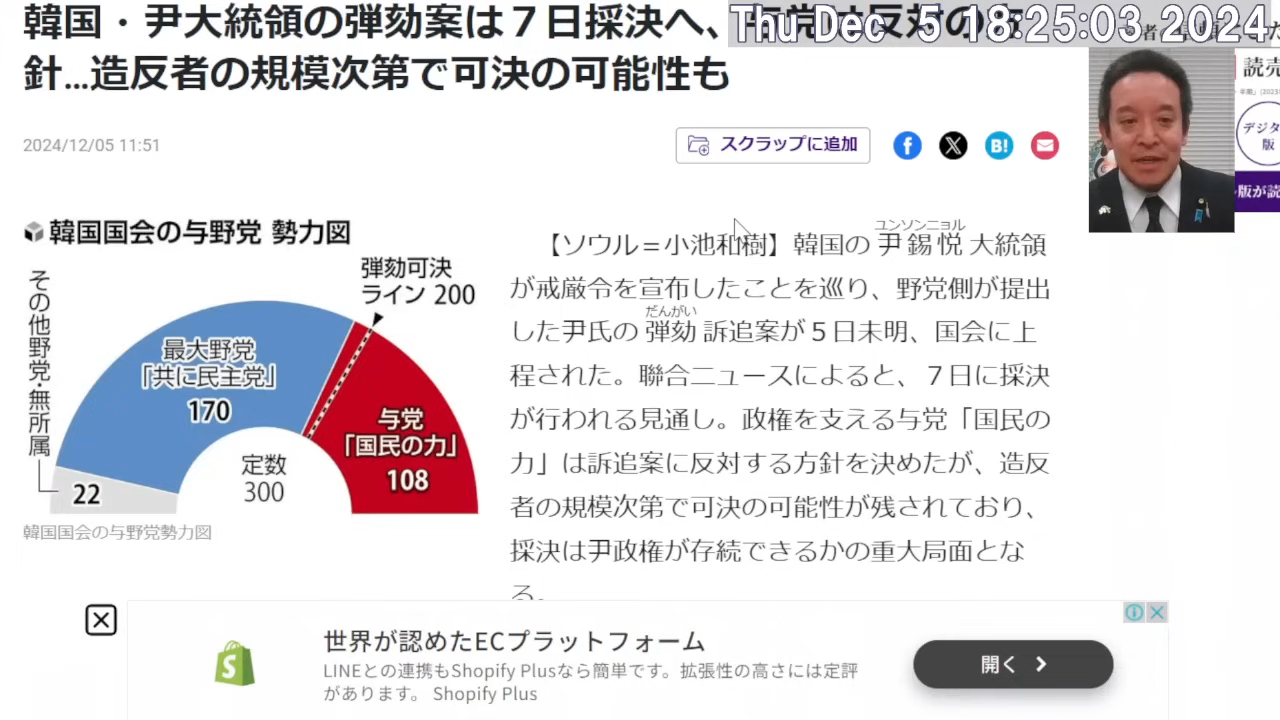 韓国・尹大統領の弾劾案は７日採決へ、
Thu Dec 5 18:25:03 2024
針…造反者の規模次第で可決の可能性も
読売
2024/12/05 11:51
スクラップに追加
B!
デジタ
版
版が読
韓国国会の与野党 勢力図
その他野党・無所属
弾劾可決
ライン 200
最大野党
「共に民主党」
170
与党
「国民の力」
108
定数
300
22
韓国国会の与野党勢力図
ユンソンニョル
【ソウル＝小池和樹】韓国の 尹錫悦 大統領
が戒厳令を宣布したことを巡り、野党側が提出
だんがい
した尹氏の 弾劾 訴追案が５日未明、国会に上
程された。聯合ニュースによると、７日に採決
が行われる見通し。政権を支える与党「国民の
力」は訴追案に反対する方針を決めたが、造反
者の規模次第で可決の可能性が残されており、
採決は尹政権が存続できるかの重大局面とな
る。
世界が認めたECプラットフォーム
LINEとの連携もShopify Plusなら簡単です。拡張性の高さには定評
があります。 Shopify Plus
開く